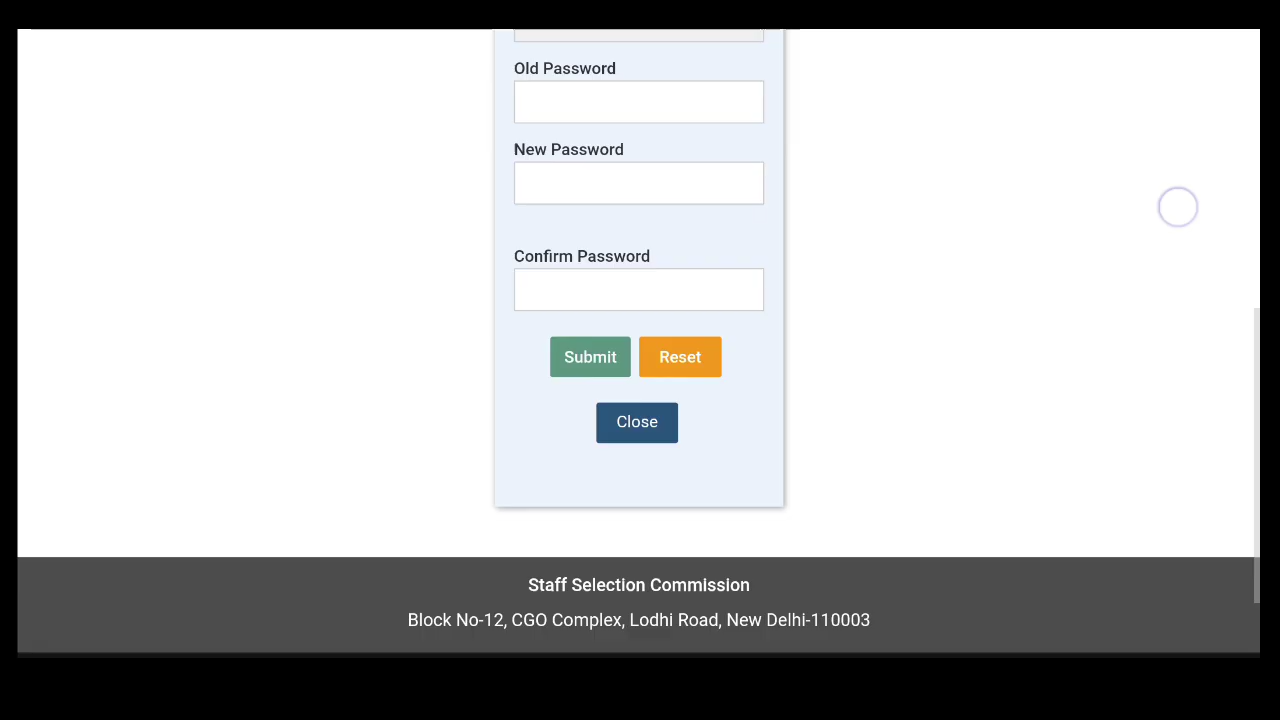 Old Password
New Password
Confirm Password
Submit Reset
Close
Staff Selection Commission
Block No-12, CGO Complex, Lodhi Road, New Delhi-110003